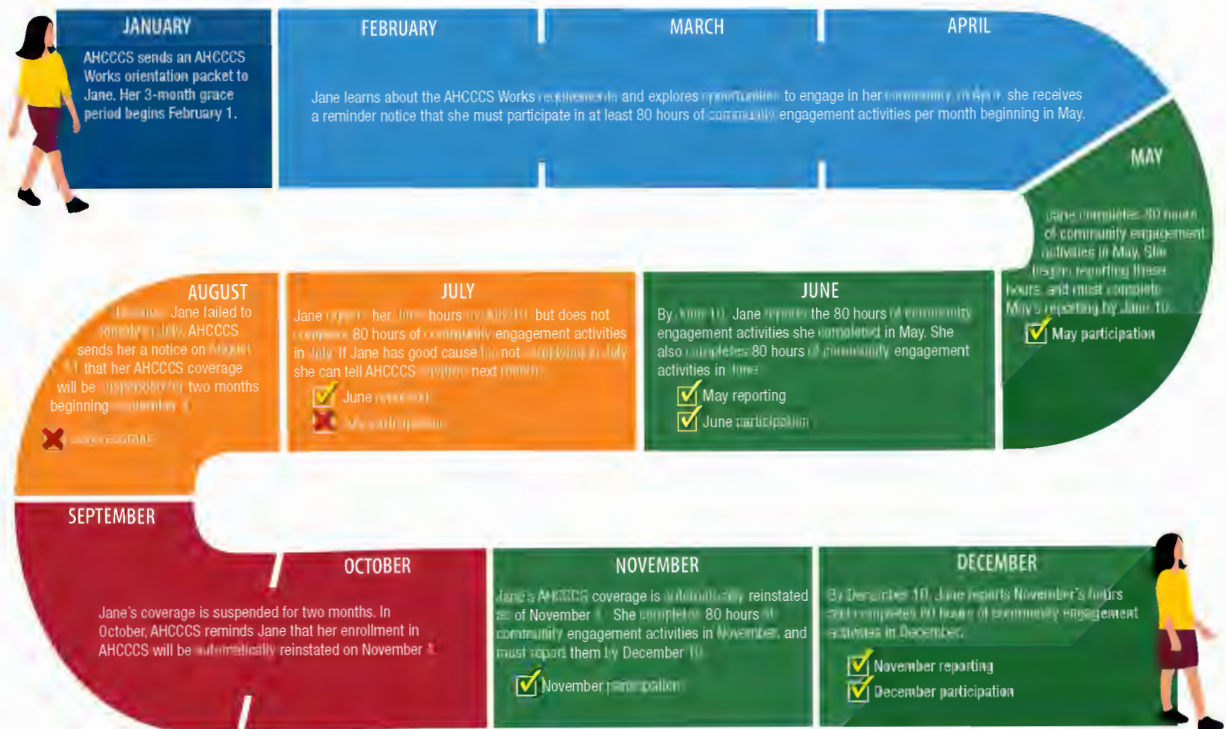 JANUARY
AHCCCS sends an AHCCCS
Works orientation packet to
Jane. Her 3-month grace
period begins February 1.
FEBRUARY
MARCH
APRIL
Jane learns about the AHCCCS Works requirements and explores opportunities to engage in her community. In April, she receives
a reminder notice that she must participate in at least 80 hours of community engagement activities per month beginning in May.
MAY
Jane completes 80 hours
of community engagement
activities in May. She
begins reporting these
hours, and must complete
May's reporting by June 10.
May participation
JUNE
By June 10, Jane reports the 80 hours of community
engagement activities she completed in May. She
also completes 80 hours of community engagement
activities in June.
May reporting
June participation
JULY
Jane reports her June hours by July 10, but does not
complete 80 hours of community engagement activities
in July. If Jane has good cause for not complying in July
she can tell AHCCCS next
June reporting
July participation
AUGUST
Jane failed to
comply in July, AHCCCS
sends her a notice on August
that her AHCCCS coverage
will be suspended for two months
beginning September 1.
SEPTEMBER
OCTOBER
Jane's coverage is suspended for two months. In
October, AHCCCS reminds Jane that her enrollment in
AHCCCS will be automatically reinstated on November 1.
NOVEMBER
Jane's AHCCCS coverage is automatically reinstated
as of November 1. She completes 80 hours of
community engagement activities in November, and
must report them by December 10.
November participation
DECEMBER
By December 10, Jane reports November's hours
and completes 80 hours of community engagement
activities in December.
November reporting
December participation